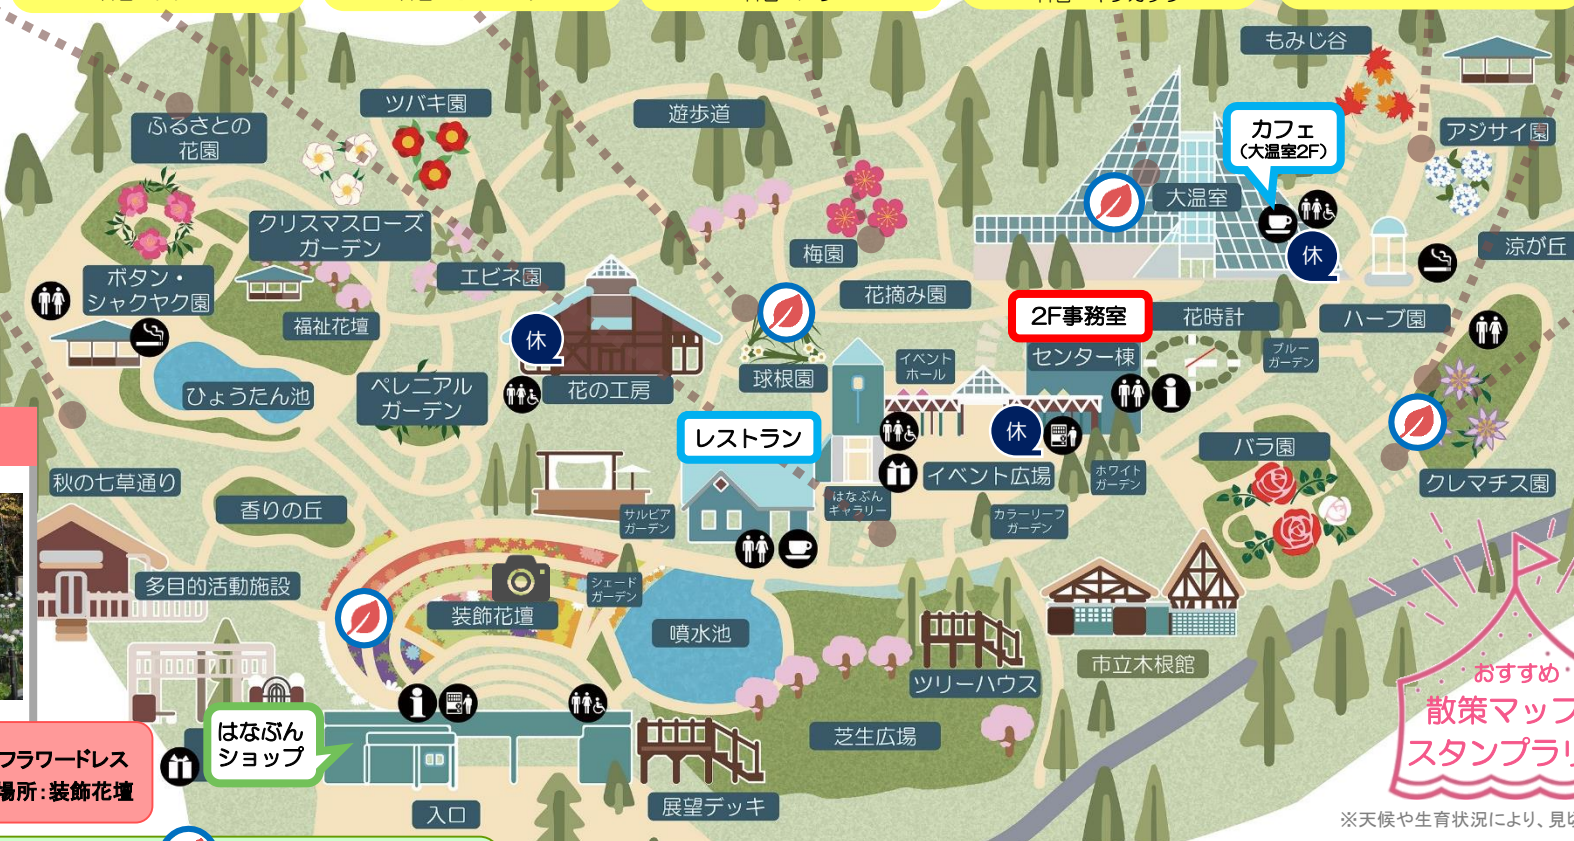 もみじ谷
ツバキ園
遊歩道
カフェ
(大温室2F)
アジサイ園
ふるさとの
花園
大温室
クリスマスローズ
ガーデン
梅園
休
涼が丘
ボタン・
シャクヤク園
エビネ園
花摘み園
2F事務室
花時計
ハーブ園
福祉花壇
休
イベント
ホール
センター棟
ブルー
ガーデン
ひょうたん池
ペレニアル
ガーデン
花の工房
球根園
レストラン
休
バラ園
秋の七草通り
イベント広場
ホワイト
ガーデン
クレマチス園
香りの丘
サルビア
ガーデン
はなぶん
ギャラリー
カラーリーフ
ガーデン
多目的活動施設
シェード
ガーデン
装飾花壇
噴水池
市立木根館
おすすめ
散策マップ
スタンプラリ
ツリーハウス
はなぶん
ショップ
芝生広場
フラワードレス
場所:装飾花壇
入口
展望デッキ
※天候や生育状況により、見